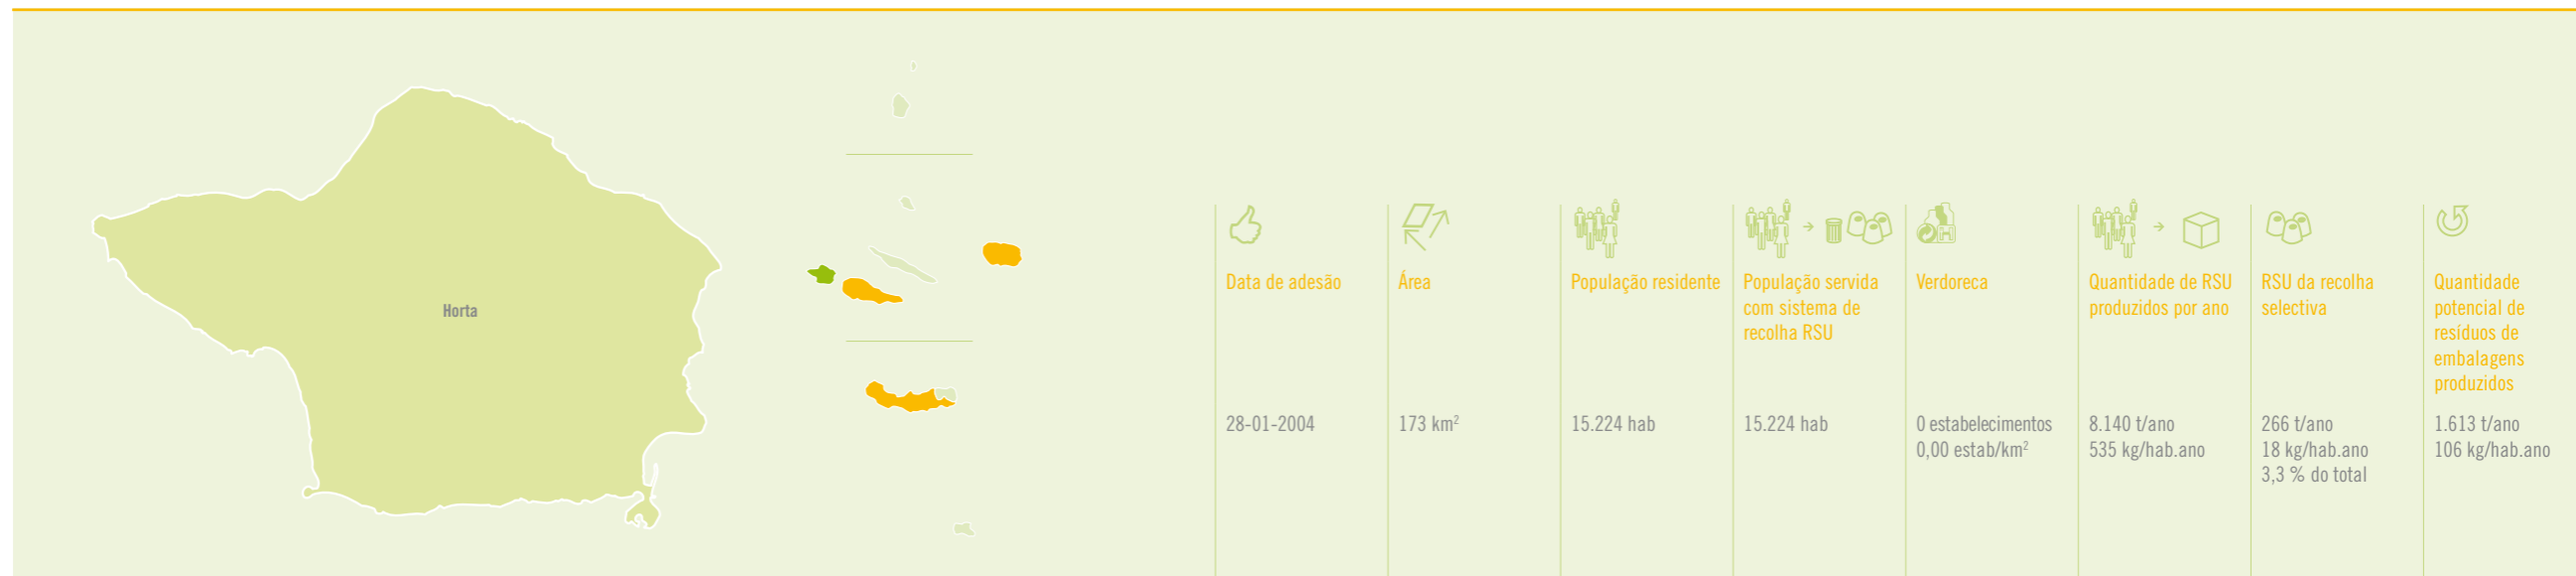 Horta
Data de adesão
28-01-2004
Área
173 km²
População residente
15.224 hab
População servida
com sistema de
recolha RSU
15.224 hab
Verdoreca
0 estabelecimentos
0,00 estab/km²
Quantidade de RSU
produzidos por ano
8.140 t/ano
535 kg/hab.ano
RSU da recolha
selectiva
266 t/ano
18 kg/hab.ano
3,3 % do total
Quantidade
potencial de
resíduos de
embalagens
produzidos
1.613 t/ano
106 kg/hab.ano